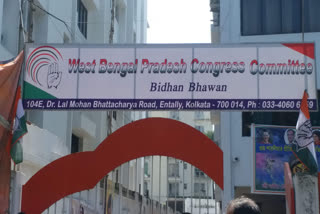 West Bengal Pradesh Congress Committee
Bidhan Bhawan
104E, Dr. Lal Mohan Bhattacharya Road, Entally, Kolkata - 700 014, Ph : 033-4060 6459